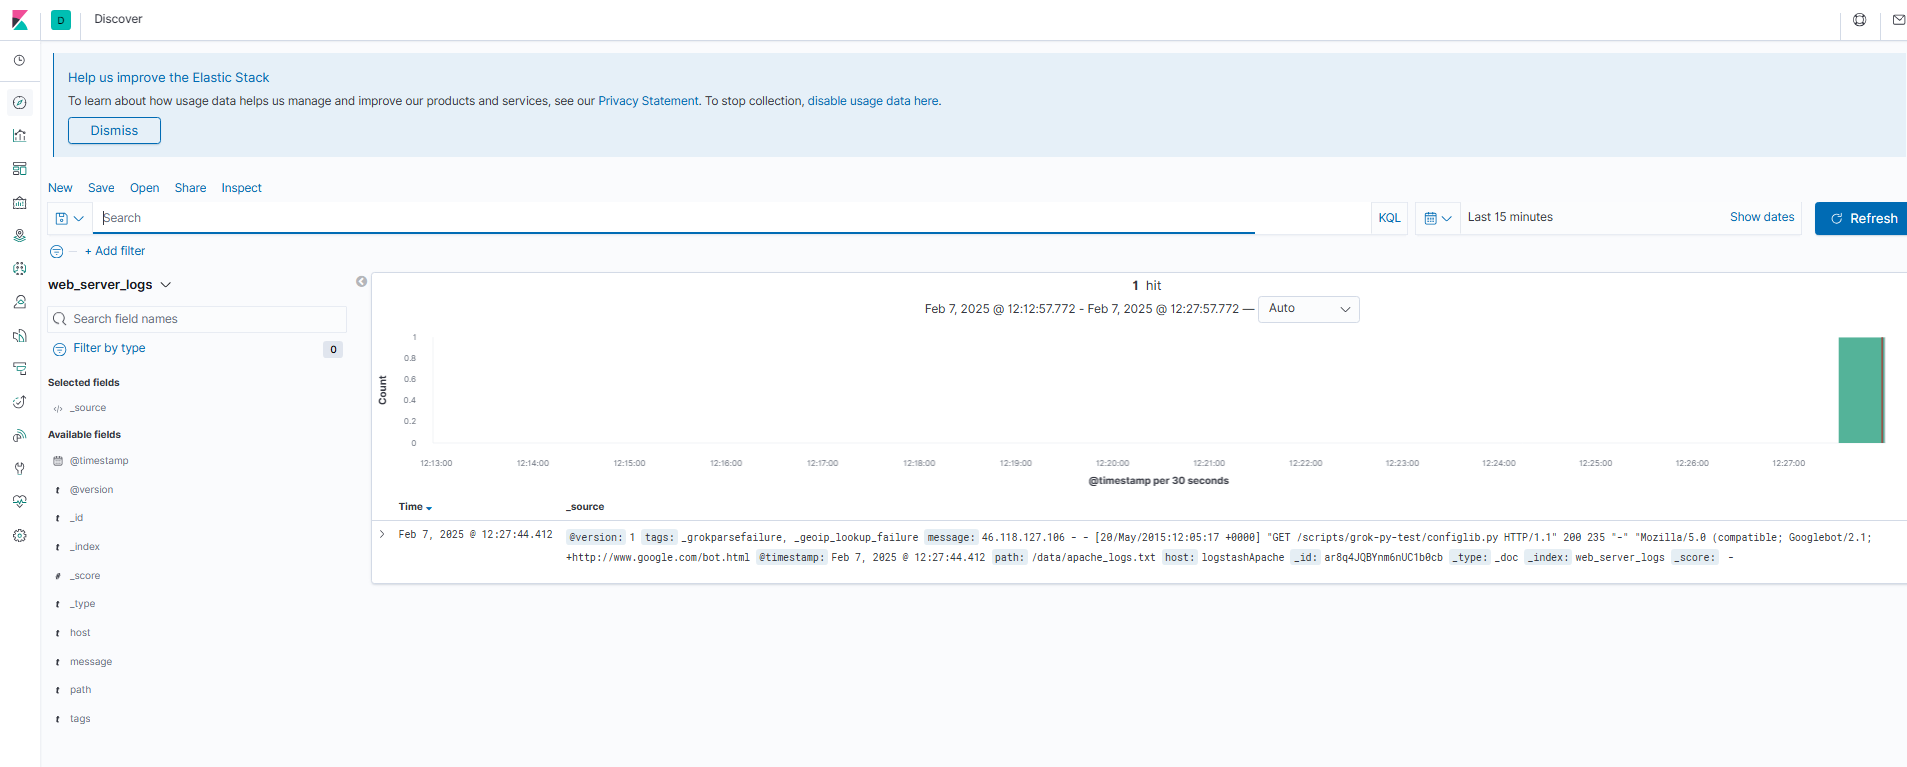 D Discover
Help us improve the Elastic Stack
To learn about how usage data helps us manage and improve our products and services, see our Privacy Statement. To stop collection, disable usage data here.
Dismiss
New Save Open Share Inspect
Search KQL Last 15 minutes Show dates Refresh
+ Add filter
web_server_logs
Search field names
Filter by type 0
Selected fields
_source
Available fields
@timestamp
t @version
t _id
t _index
# _score
t _type
t host
t message
t path
t tags
1 hit
Feb 7, 2025 @ 12:12:57.772 - Feb 7, 2025 @ 12:27:57.772 — Auto
Count
1
0.8
0.6
0.4
0.2
0
12:13:00 12:14:00 12:15:00 12:16:00 12:17:00 12:18:00 12:19:00 12:20:00 12:21:00 12:22:00 12:23:00 12:24:00 12:25:00 12:26:00 12:27:00
@timestamp per 30 seconds
Time _source
Feb 7, 2025 @ 12:27:44.412 @version: 1 tags: _grokparsefailure, _geoip_lookup_failure message: 46.118.127.106 - - [20/May/2015:12:05:17 +0000] "GET /scripts/grok-py-test/configlib.py HTTP/1.1" 200 235 "-" "Mozilla/5.0 (compatible; Googlebot/2.1;
+http://www.google.com/bot.html @timestamp: Feb 7, 2025 @ 12:27:44.412 path: /data/apache_logs.txt host: logstashApache _id: ar8q4JQBYnm6nUC1b0cb _type: _doc _index: web_server_logs _score: -